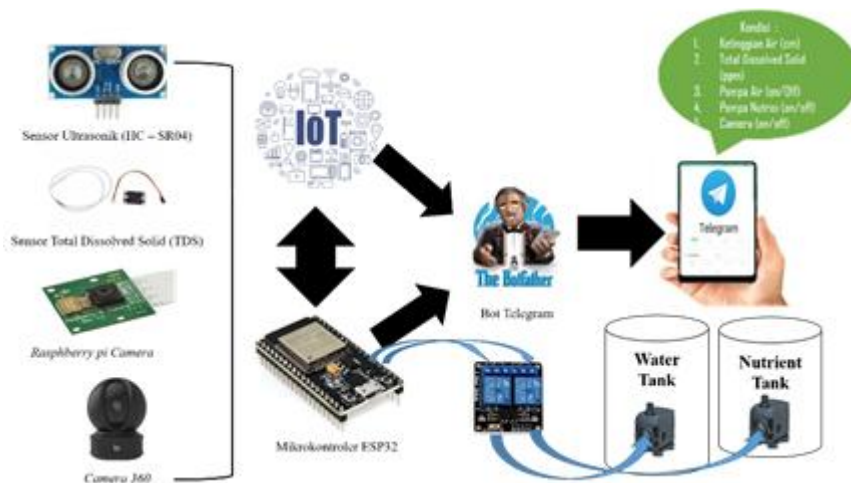 Sensor Ultrasonik (HC – SR04)
Sensor Total Dissolved Solid (TDS)
Rasphberry pi Camera
Camera 360
IoT
Mikrokontroler ESP32
The Botfather
Bot Telegram
Kondisi :
1. Ketinggian Air (cm)
2. Total Dissolved Solid
(ppm)
3. Pompa Air (on/Off)
4. Pompa Nutrisi (on/off)
5. Camera (on/off)
Telegram
Water
Tank
Nutrient
Tank